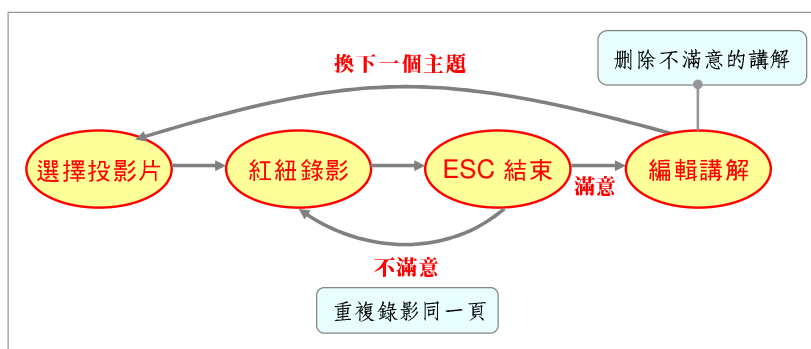 刪除不滿意的講解
換下一個主題
選擇投影片
紅紐錄影
ESC 結束
滿意
編輯講解
不滿意
重複錄影同一頁